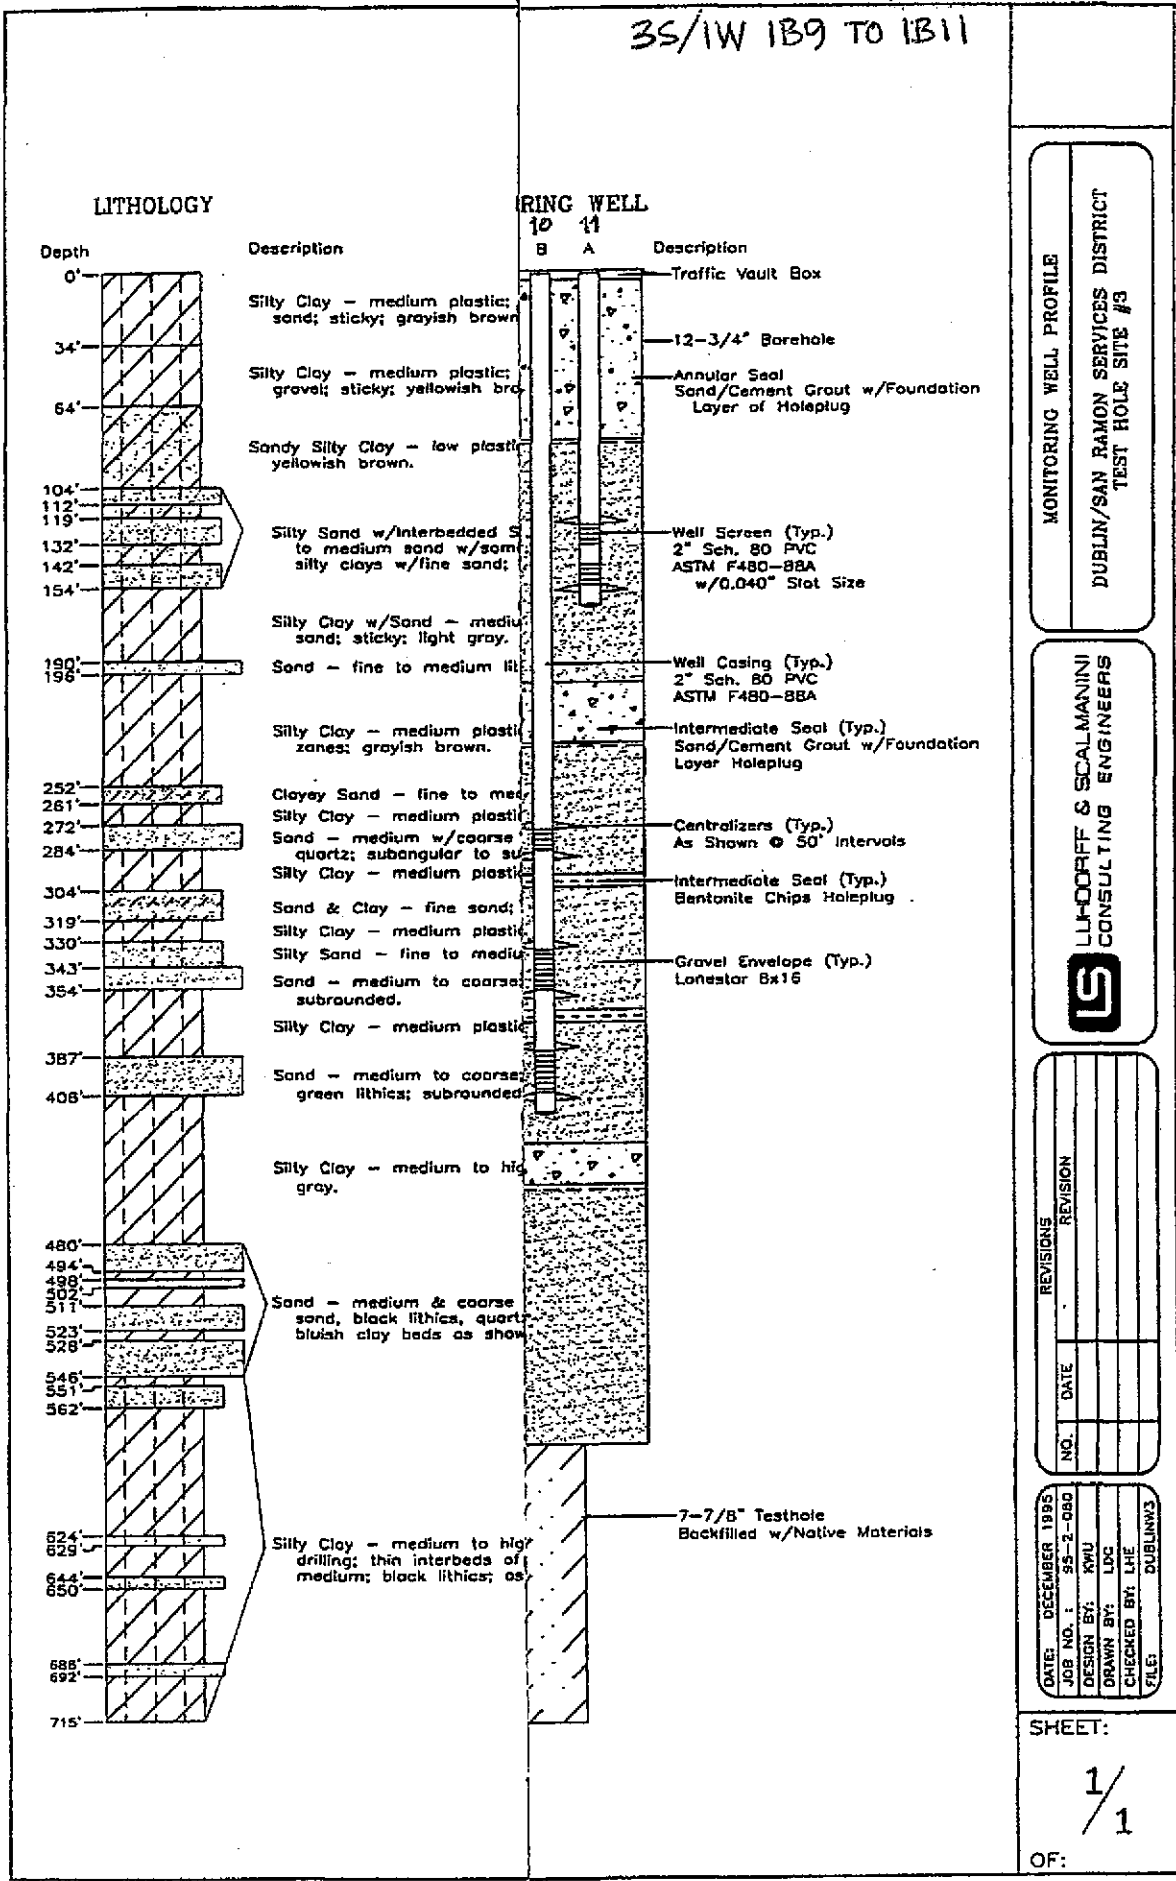 3S/1W 1B9 TO 1B11
LITHOLOGY
Depth
Description
0'
34'
64'
104'
112'
119'
132'
142'
154'
190'
196'
252'
261'
272'
284'
304'
319'
330'
343'
354'
387'
406'
480'
494'
498'
502'
511'
523'
528'
546'
551'
562'
624'
629'
644'
650'
688'
692'
715'
Silty Clay – medium plastic;
sand; sticky; grayish brown
Silty Clay – medium plastic;
gravel; sticky; yellowish bro
Sandy Silty Clay – low plasti
yellowish brown.
Silty Sand w/Interbedded S
to medium sand w/som
silty clays w/fine sand;
Silty Clay w/Sand – mediu
sand; sticky; light gray.
Sand – fine to medium lit
Silty Clay – medium plasti
zones; grayish brown.
Clayey Sand – fine to med
Silty Clay – medium plasti
Sand – medium w/coarse
quartz; subangular to su
Silty Clay – medium plastic
Sand & Clay – fine sand;
Silty Clay – medium plastic
Silty Sand – fine to mediu
Sand – medium to coarse
subrounded.
Silty Clay – medium plastic
Sand – medium to coarse;
green lithics; subrounded
Silty Clay – medium to hig
gray.
Sand – medium & coarse
sand, black lithics, quart
bluish clay beds as show
Silty Clay – medium to hig
drilling; thin interbeds of
medium; black lithics; as
RING WELL
10 11
B A
Description
Traffic Vault Box
12–3/4" Borehole
Annular Seal
Sand/Cement Grout w/Foundation
Layer of Holeplug
Well Screen (Typ.)
2" Sch. 80 PVC
ASTM F480–88A
w/0.040" Slot Size
Well Casing (Typ.)
2" Sch. 80 PVC
ASTM F480–88A
Intermediate Seal (Typ.)
Sand/Cement Grout w/Foundation
Layer Holeplug
Centralizers (Typ.)
As Shown @ 50' Intervals
Intermediate Seal (Typ.)
Bentonite Chips Holeplug
Gravel Envelope (Typ.)
Lonestar 8x16
7–7/8" Testhole
Backfilled w/Native Materials
MONITORING WELL PROFILE
DUBLIN/SAN RAMON SERVICES DISTRICT
TEST HOLE SITE #3
LS
LUHDORFF & SCALMANINI
CONSULTING ENGINEERS
REVISIONS
NO. DATE REVISION
DATE: DECEMBER 1995
JOB NO. : 95–2–080
DESIGN BY: KWU
DRAWN BY: LDC
CHECKED BY: LHE
FILE: DUBLINW3
SHEET:
1/1
OF: